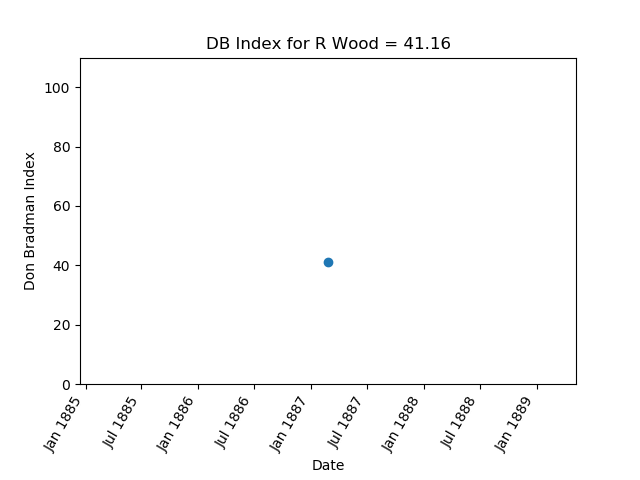 DB Index for R Wood = 41.16
100
80
60
40
20
0
Don Bradman Index
Jan 1885
Jul 1885
Jan 1886
Jul 1886
Jan 1887
Jul 1887
Jan 1888
Jul 1888
Jan 1889
Date